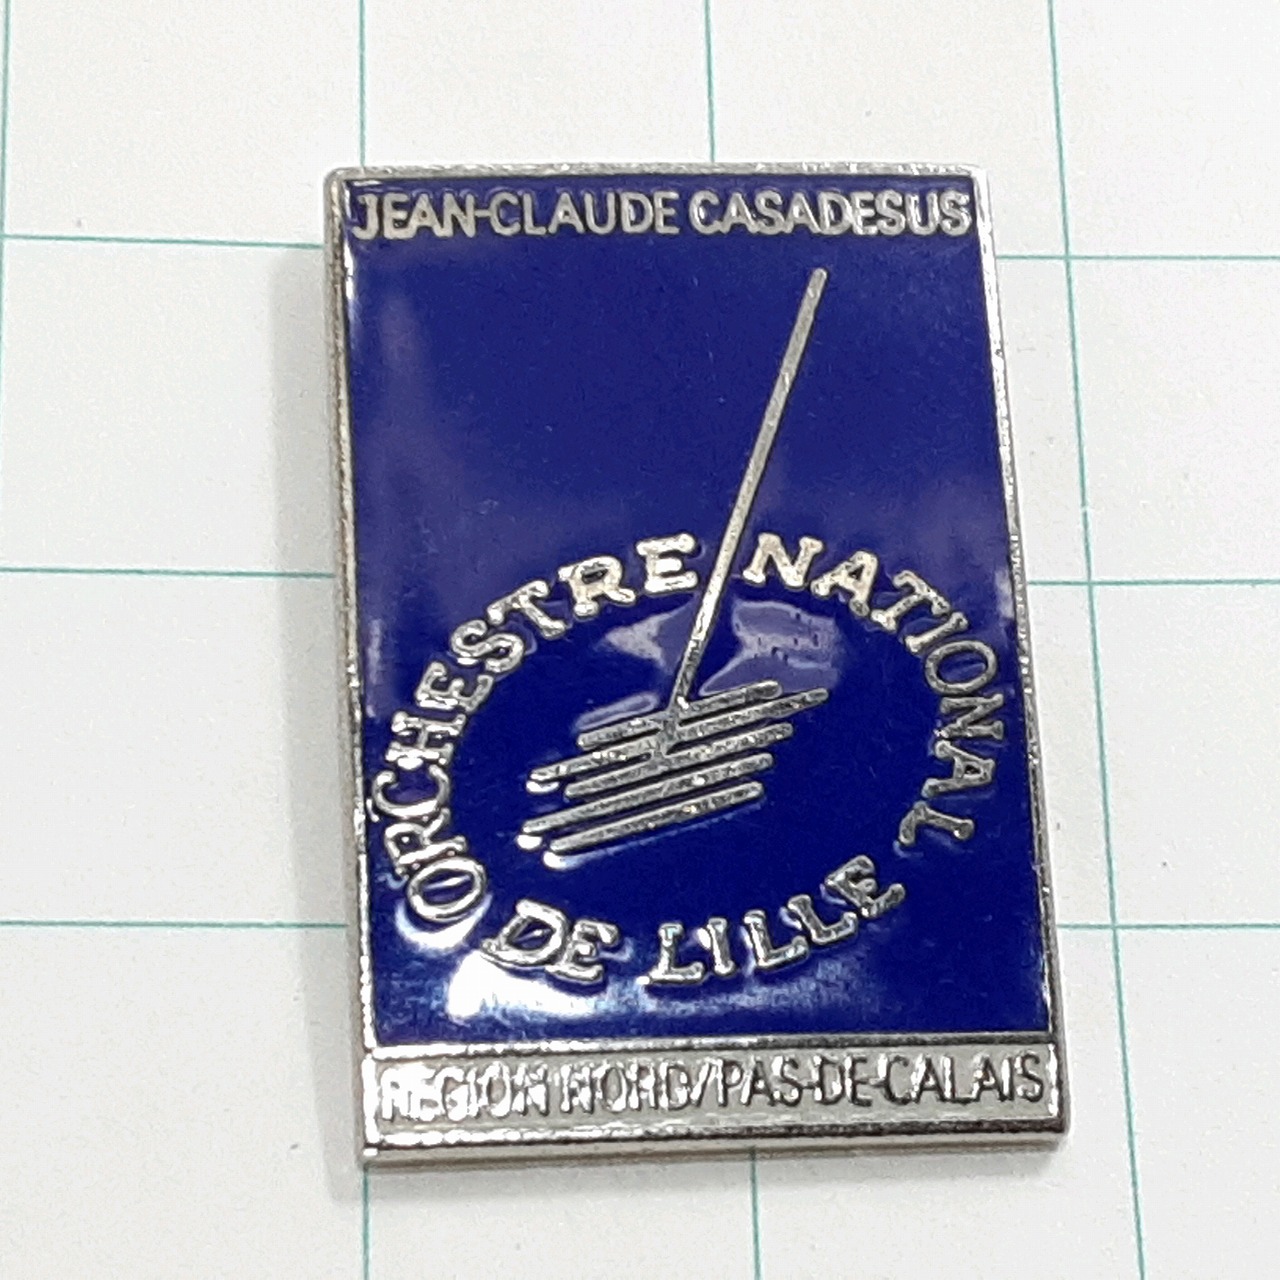 JEAN-CLAUDE CASADESUS
ORCHESTRE NATIONAL
DE LILLE
REGION NORD/PAS-DE-CALAIS